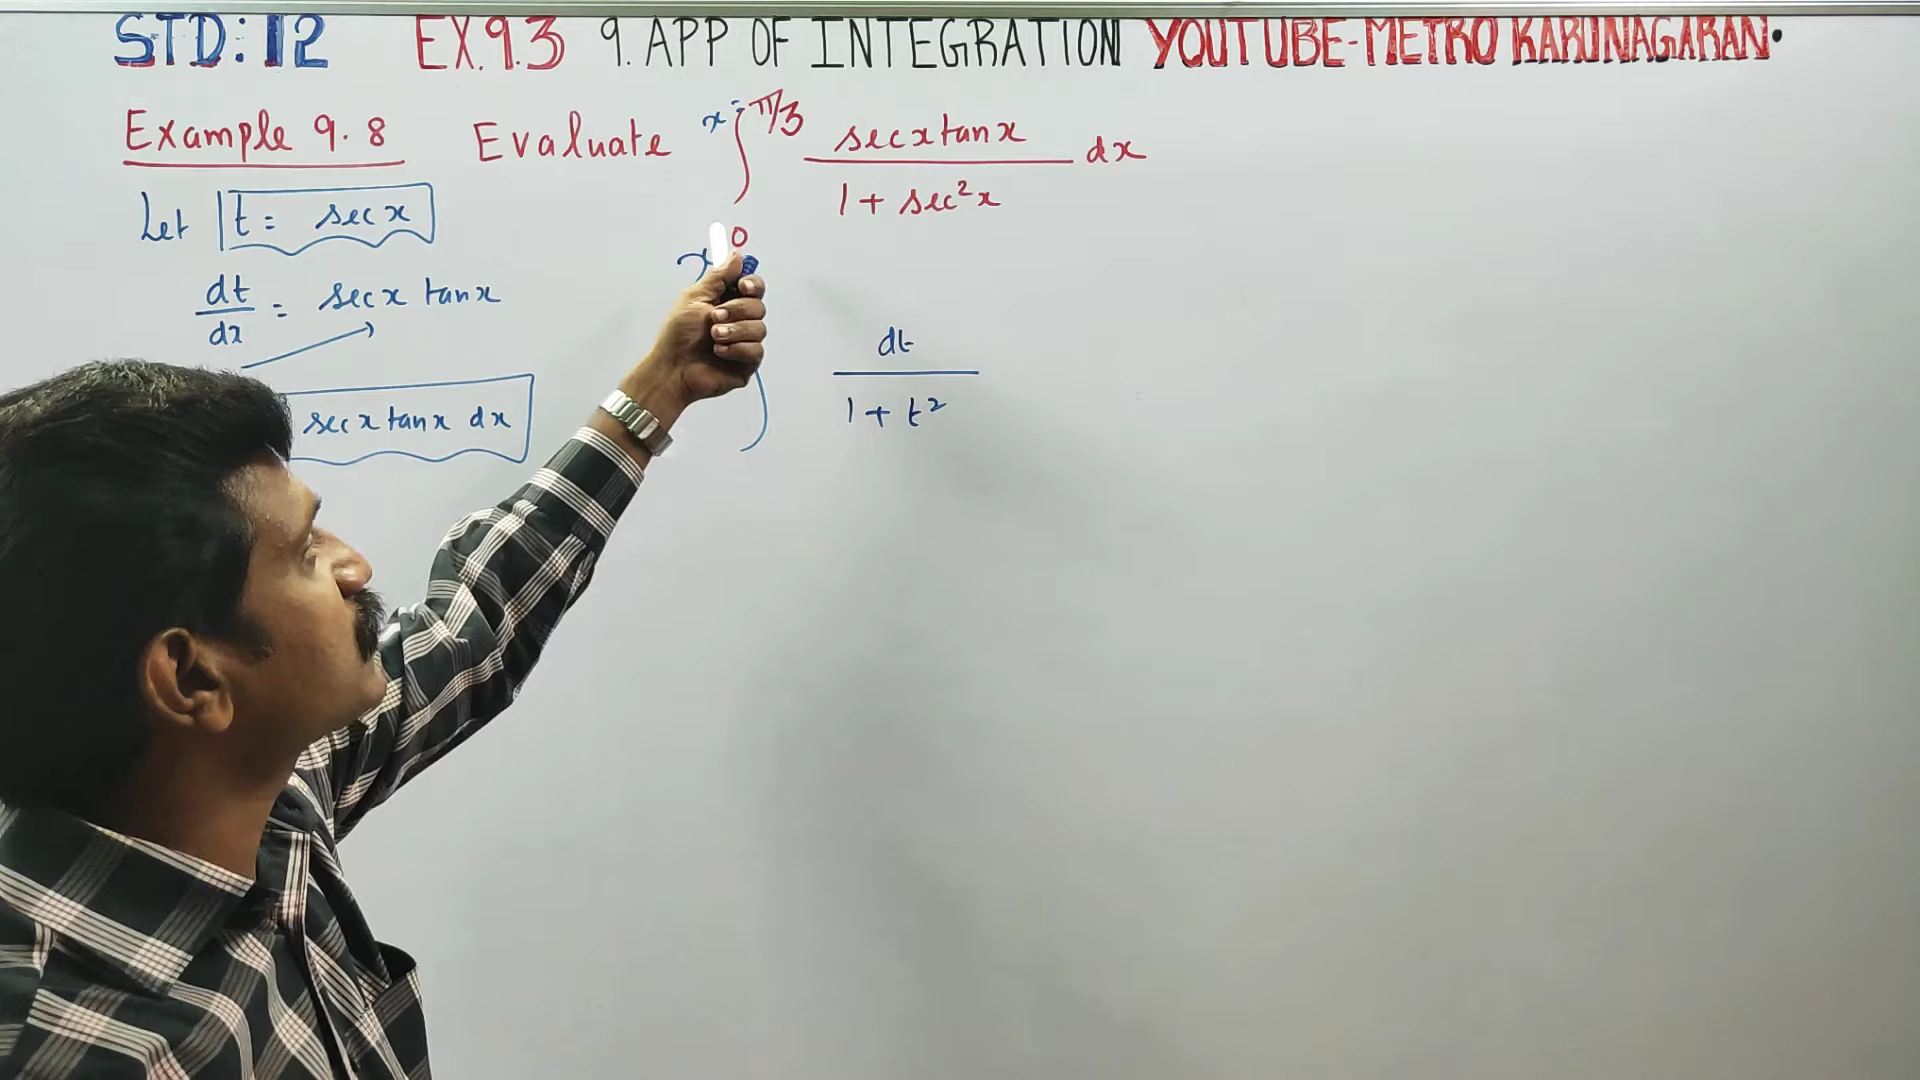 STD: 12 EX.9.3 9. APP OF INTEGRATION YOUTUBE-METRO KARUNAGARAN.
Example 9.8 Evaluate x= ∫ π/3 0 sec x tan x / 1 + sec² x dx
Let t = sec x
dt/dx = sec x tan x
x
sec x tan x dx
∫ dt / 1 + t²